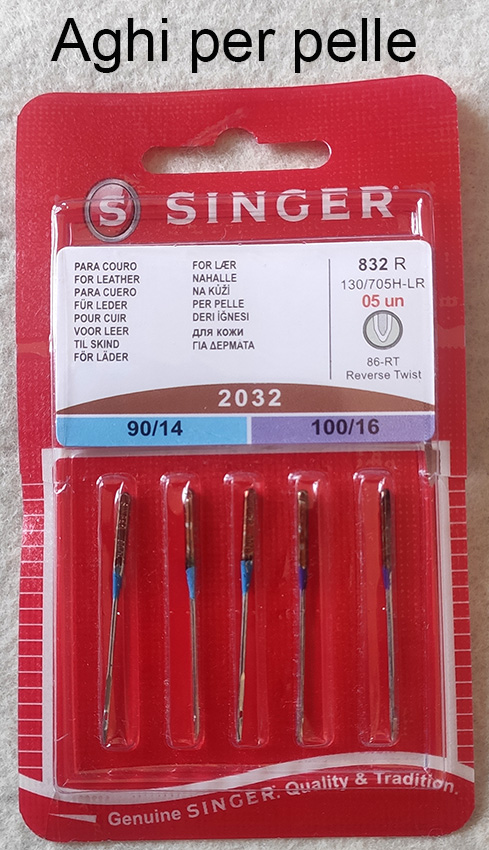 Aghi per pelle
S SINGER®
PARA COURO
FOR LEATHER
PARA CUERO
FÜR LEDER
POUR CUIR
VOOR LEER
TIL SKIND
FÖR LÄDER
FOR LÆR
NAHALLE
NA KŮŽI
PER PELLE
DERI İĞNESI
для кожи
ΓΙΑ ΔΕΡΜΑΤΑ
832 R
130/705H-LR
05 un
86-RT
Reverse Twist
2032
90/14 100/16
Genuine SINGER® Quality & Tradition.